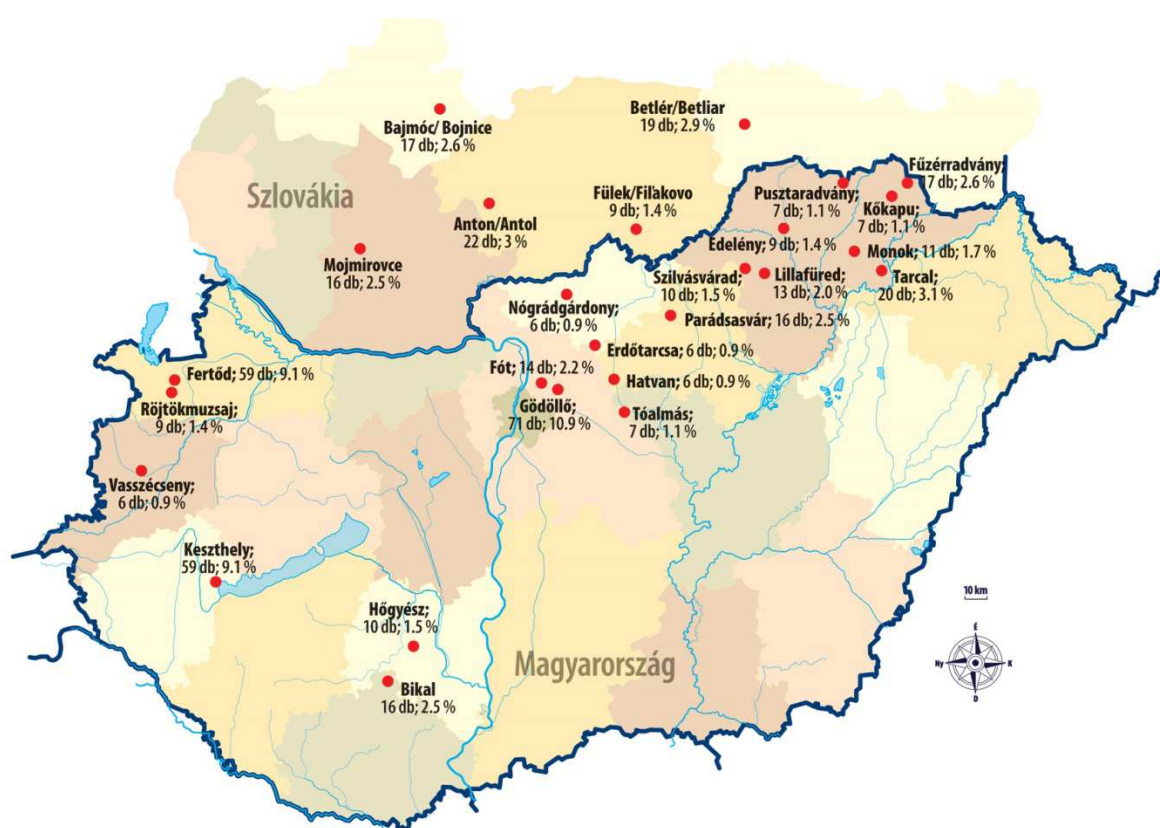 Betlér/Betliar
19 db; 2.9 %
Bajmóc/ Bojnice
17 db; 2.6 %
Fűzérradvány;
17 db; 2.6 %
Szlovákia
Pusztaradvány;
7 db; 1.1 %
Kőkapu;
7 db; 1.1 %
Fülek/Fiľakovo
9 db; 1.4 %
Anton/Antol
22 db; 3 %
Edelény; 9 db; 1.4 %
Monok; 11 db; 1.7 %
Mojmirovce
16 db; 2.5 %
Szilvásvárad;
10 db; 1.5 %
Lillafüred;
13 db; 2.0 %
Tarcal;
20 db; 3.1 %
Nógrádgárdony;
6 db; 0.9 %
Parádsasvár; 16 db; 2.5 %
Erdőtarcsa; 6 db; 0.9 %
Fót; 14 db; 2.2 %
Fertőd; 59 db; 9.1 %
Hatvan; 6 db; 0.9 %
Röjtökmuzsaj;
9 db; 1.4 %
Gödöllő;
71 db; 10.9 %
Tóalmás;
7 db; 1.1 %
Vasszécseny;
6 db; 0.9 %
Keszthely;
59 db; 9.1 %
10 km
Hőgyész;
10 db; 1.5 %
É
Ny
K
D
Magyarország
Bikal
16 db; 2.5 %